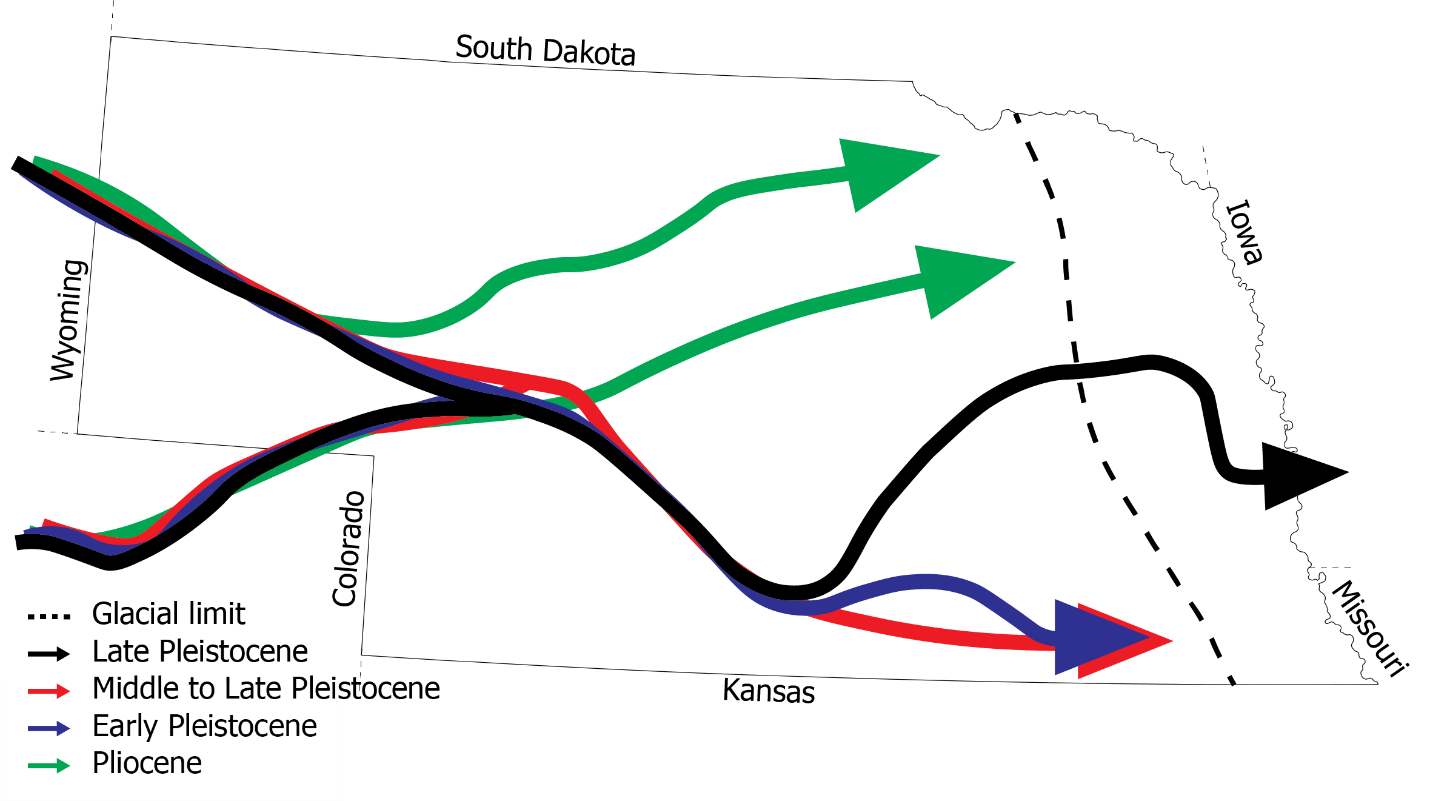 South Dakota
Iowa
Wyoming
Colorado
Missouri
Kansas
Glacial limit
Late Pleistocene
Middle to Late Pleistocene
Early Pleistocene
Pliocene